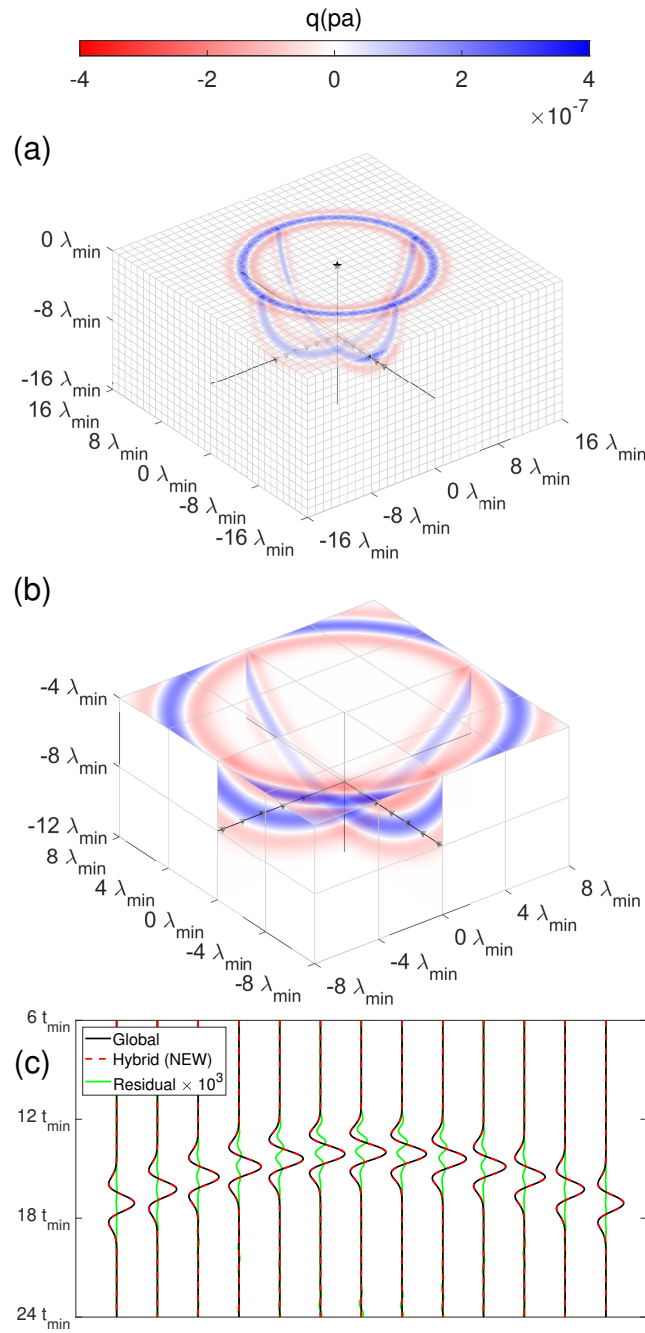 q(pa)
-4 -2 0 2 4
×10⁻⁷
(a)
0 λmin
-8 λmin
-16 λmin
16 λmin
8 λmin
0 λmin
-8 λmin
-16 λmin
-16 λmin
-8 λmin
0 λmin
8 λmin
16 λmin
(b)
-4 λmin
-8 λmin
-12 λmin
8 λmin
4 λmin
0 λmin
-4 λmin
-8 λmin
-8 λmin
-4 λmin
0 λmin
4 λmin
8 λmin
6 tmin
Global
(c)
Hybrid (NEW)
Residual × 10³
12 tmin
18 tmin
24 tmin